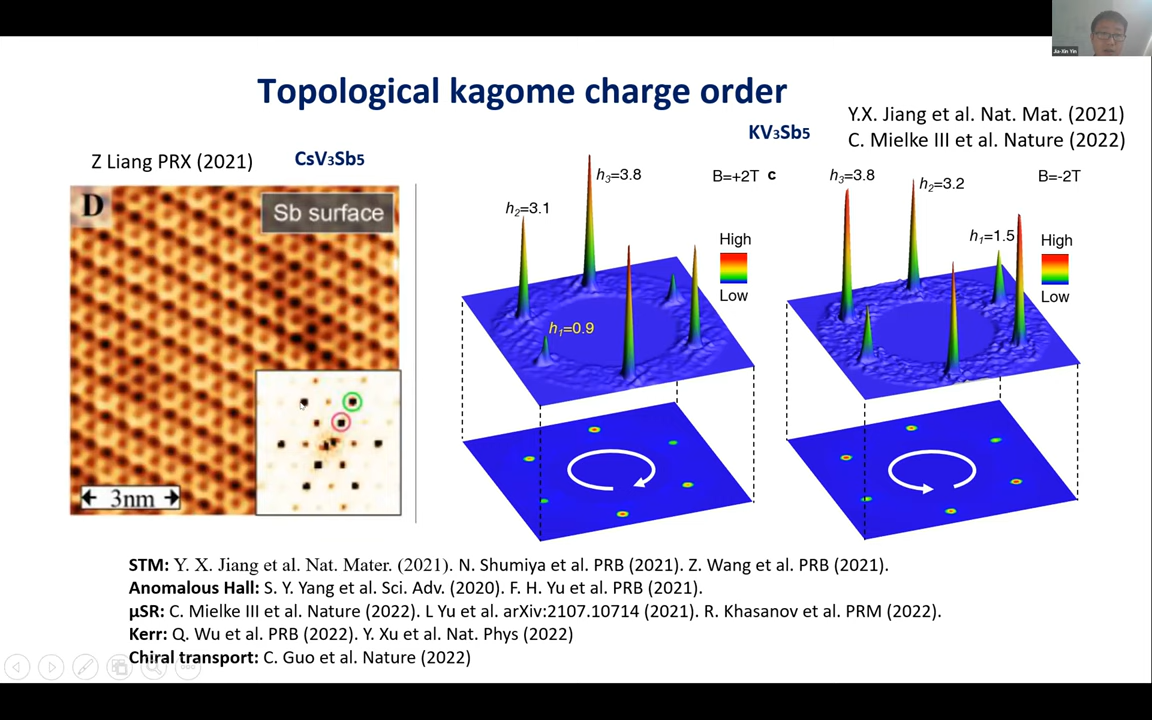 Jia-Xin Yin
Topological kagome charge order
Y.X. Jiang et al. Nat. Mat. (2021)
C. Mielke III et al. Nature (2022)
KV₃Sb₅
Z Liang PRX (2021)
CsV₃Sb₅
D
Sb surface
3nm
h₃=3.8
B=+2T
h₂=3.1
High
Low
h₁=0.9
c
h₃=3.8
h₂=3.2
B=-2T
h₁=1.5
High
Low
STM: Y. X. Jiang et al. Nat. Mater. (2021). N. Shumiya et al. PRB (2021). Z. Wang et al. PRB (2021).
Anomalous Hall: S. Y. Yang et al. Sci. Adv. (2020). F. H. Yu et al. PRB (2021).
μSR: C. Mielke III et al. Nature (2022). L Yu et al. arXiv:2107.10714 (2021). R. Khasanov et al. PRM (2022).
Kerr: Q. Wu et al. PRB (2022). Y. Xu et al. Nat. Phys (2022)
Chiral transport: C. Guo et al. Nature (2022)